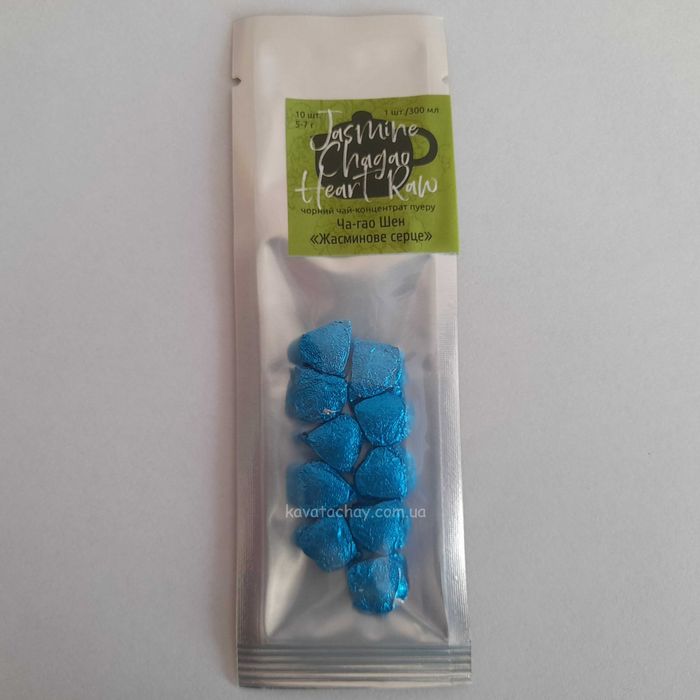 10 шт.
5-7 г
1 шт./300 мл
Jasmine
Chagao
Heart Raw
чорний чай-концентрат пуеру
Ча-гао Шен
«Жасминове серце»
kavatachay.com.ua